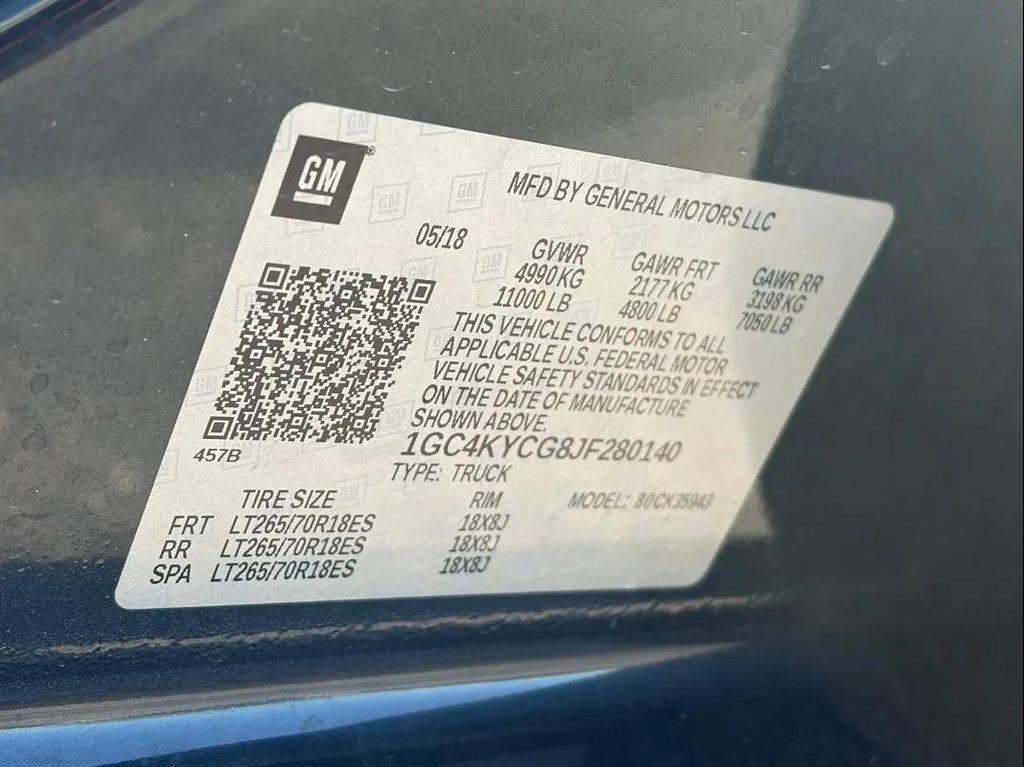 GM
MFD BY GENERAL MOTORS LLC
05/18
GVWR GAWR FRT GAWR RR
4990 KG 2177 KG 3198 KG
11000 LB 4800 LB 7050 LB
THIS VEHICLE CONFORMS TO ALL
APPLICABLE U.S. FEDERAL MOTOR
VEHICLE SAFETY STANDARDS IN EFFECT
ON THE DATE OF MANUFACTURE
SHOWN ABOVE.
457B
1GC4KYCG8JF280140
TYPE: TRUCK
TIRE SIZE RIM MODEL:
FRT LT265/70R18ES 18X8J
RR LT265/70R18ES 18X8J
SPA LT265/70R18ES 18X8J